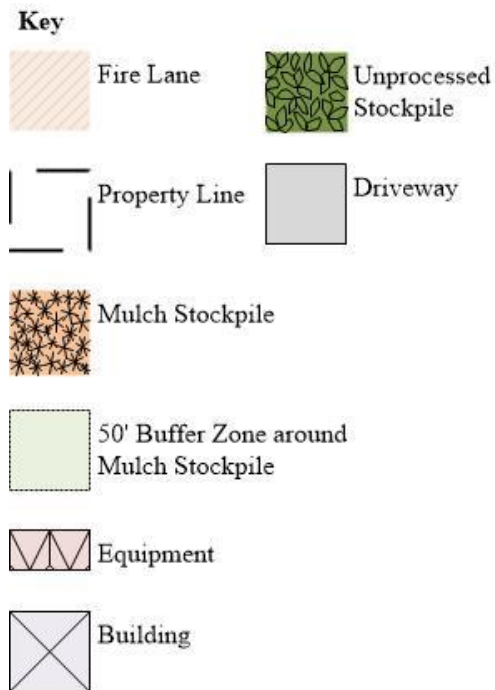 Key
Fire Lane
Unprocessed
Stockpile
Property Line
Driveway
Mulch Stockpile
50' Buffer Zone around
Mulch Stockpile
Equipment
Building